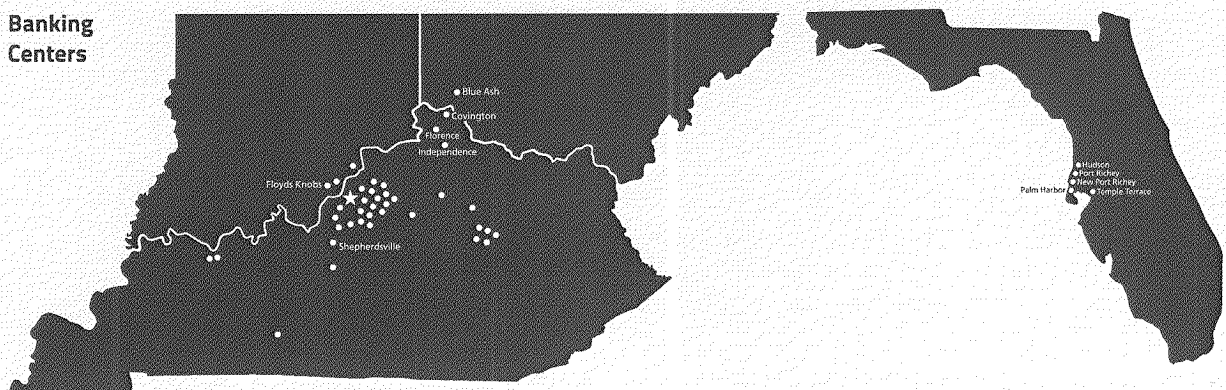 Banking
Centers
Blue Ash
Covington
Florence
Independence
Floyds Knobs
Shepherdsville
Hudson
Port Richey
New Port Richey
Palm Harbor
Temple Terrace